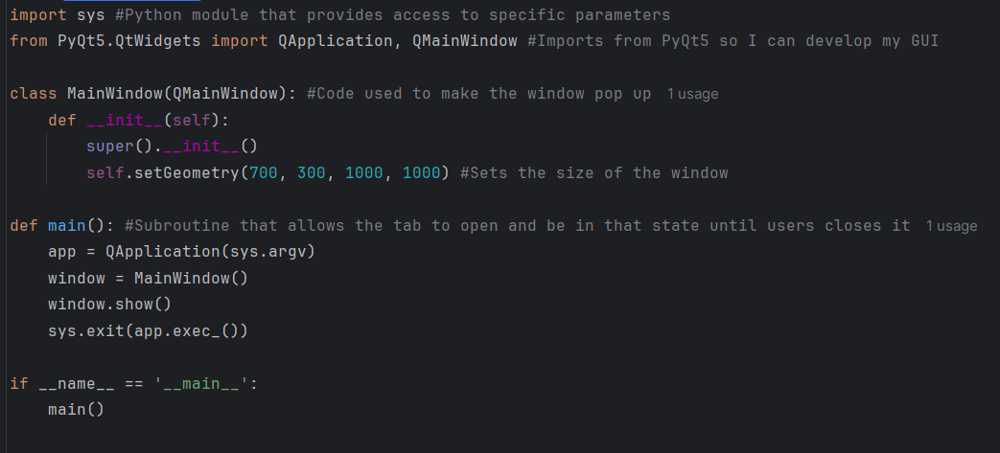 import sys #Python module that provides access to specific parameters
from PyQt5.QtWidgets import QApplication, QMainWindow #Imports from PyQt5 so I can develop my GUI
class MainWindow(QMainWindow): #Code used to make the window pop up 1 usage
def __init__(self):
super().__init__()
self.setGeometry(700, 300, 1000, 1000) #Sets the size of the window
def main(): #Subroutine that allows the tab to open and be in that state until users closes it 1 usage
app = QApplication(sys.argv)
window = MainWindow()
window.show()
sys.exit(app.exec_())
if __name__ == '__main__':
main()